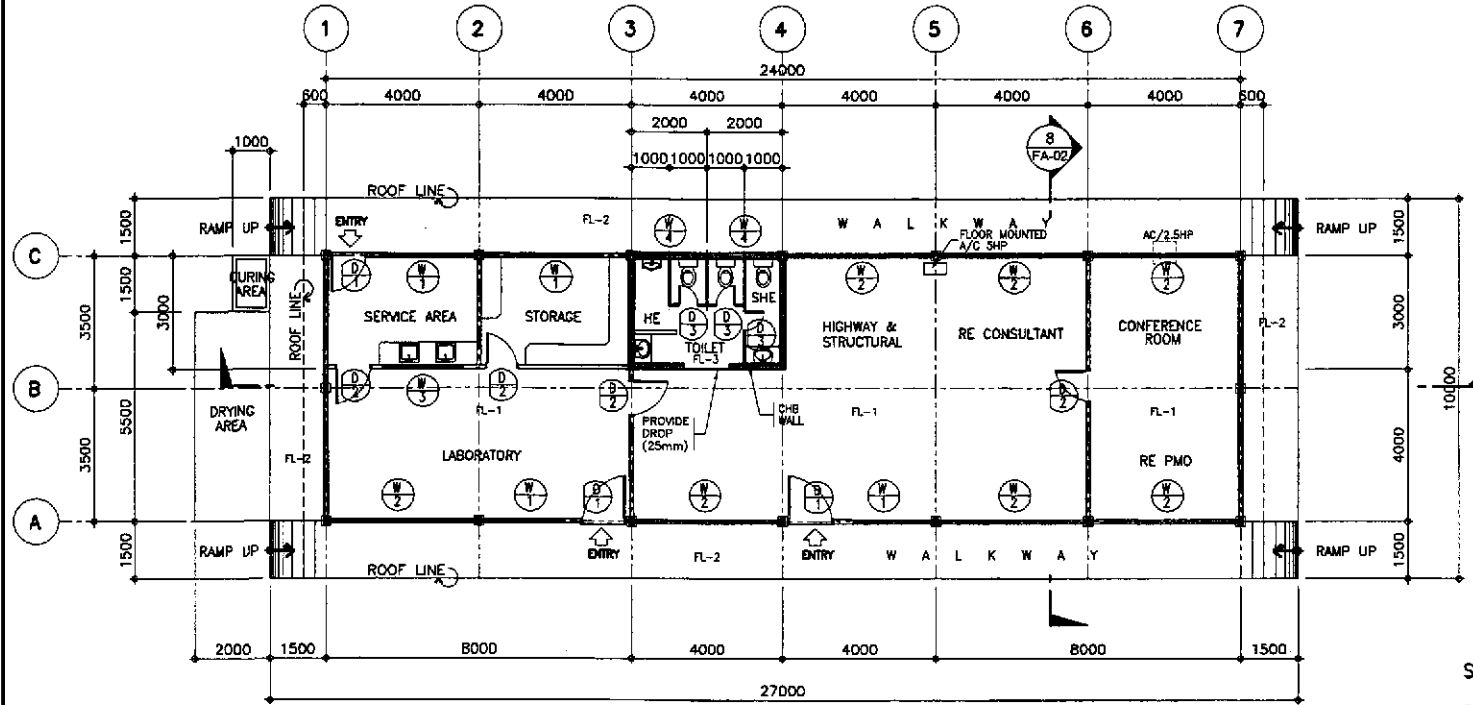 1 2 3 4 5 6 7
24000
600 4000 4000 4000 4000 4000 4000 600
2000 2000
1000 1000 1000 1000 1000
8
FA-02
ROOF LINE
1500 RAMP UP ENTRY FL-2 W 4 W 4 W A L K W A Y RAMP UP 1500
FLOOR MOUNTED
A/C 5HP
AC/2.5HP
C
CURING
AREA
ROOF LINE
D 1 W 1 W 1 W 2 W 2 W 2
SERVICE AREA STORAGE
HE SHE
D 3 D 3 D 3
TOILET
FL-3
HIGHWAY &
STRUCTURAL
RE CONSULTANT
CONFERENCE
ROOM
FL-2
3500 1500 3000 3000
B
D 2 W 3 D 2 D 2
FL-1 FL-1 FL-1
DRYING
AREA
PROVIDE
DROP
(25mm)
CHB
WALL
10000
3500 5500 4000
FL-2 LABORATORY RE PMO
W 2 W 1 D 1 W 2 D 1 W 1 W 2 W 2
A
1500 RAMP UP ENTRY FL-2 ENTRY W A L K W A Y RAMP UP 1500
ROOF LINE
2000 1500 8000 4000 4000 8000 1500
S
27000